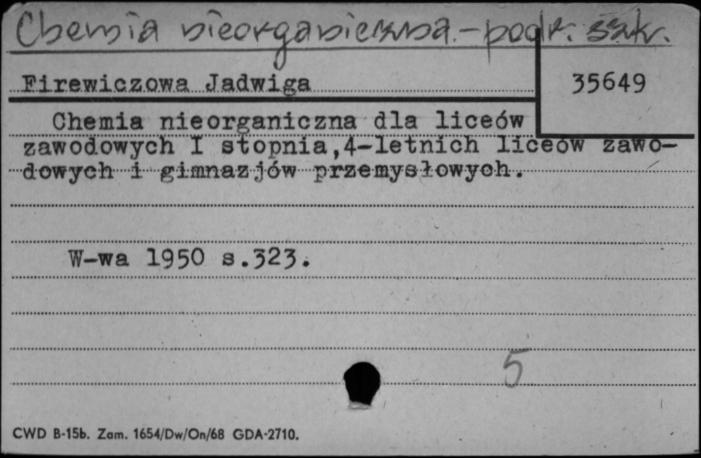 Chemia nieorganiczna - podr. szk.
Firewiczowa Jadwiga
35649
Chemia nieorganiczna dla liceów
zawodowych I stopnia,4-letnich liceów zawo-
dowych i gimnazjów przemysłowych.
W-wa 1950 s.323.
5
CWD B-15b. Zam. 1654/Dw/On/68 GDA-2710.